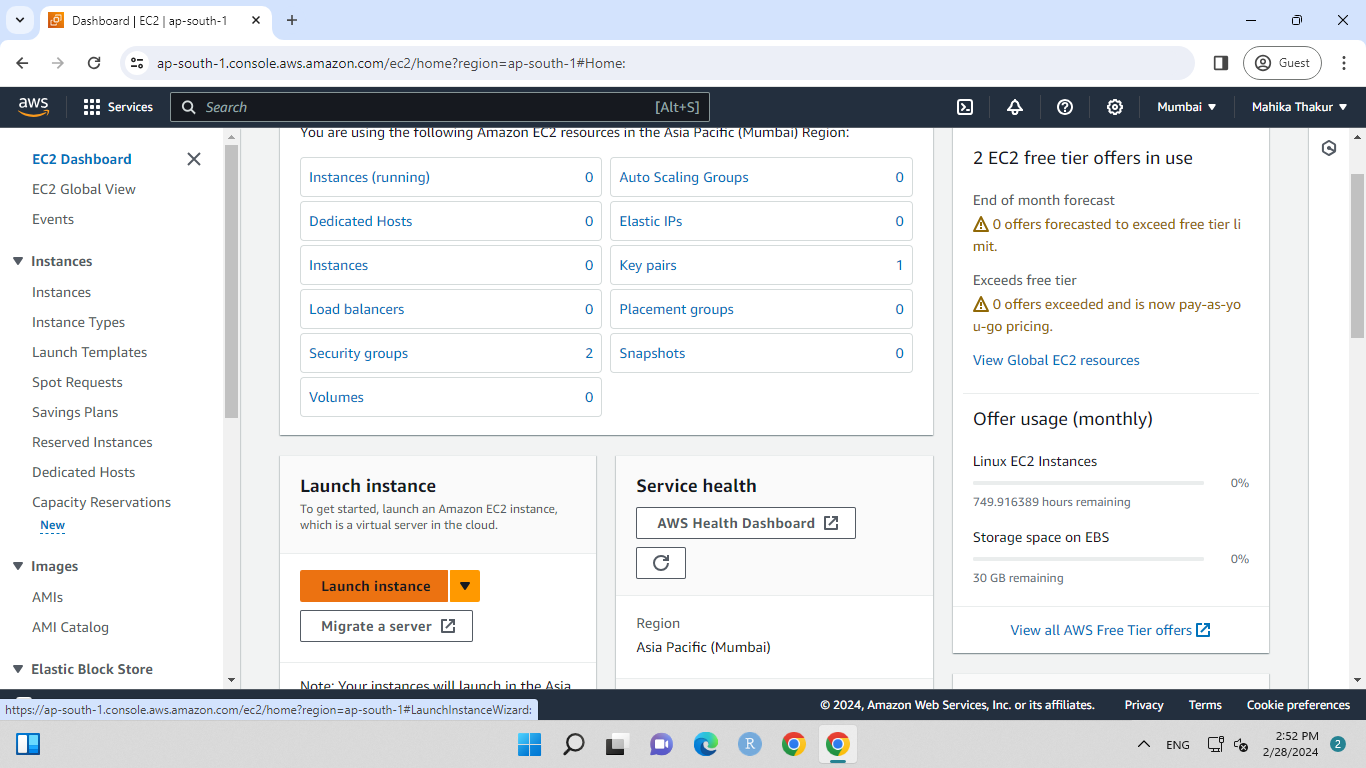 Dashboard | EC2 | ap-south-1
ap-south-1.console.aws.amazon.com/ec2/home?region=ap-south-1#Home:
Guest
aws
Services
Search
[Alt+S]
Mumbai
Mahika Thakur
EC2 Dashboard
EC2 Global View
Events
Instances
Instances
Instance Types
Launch Templates
Spot Requests
Savings Plans
Reserved Instances
Dedicated Hosts
Capacity Reservations
New
Images
AMIs
AMI Catalog
Elastic Block Store
You are using the following Amazon EC2 resources in the Asia Pacific (Mumbai) Region:
Instances (running) 0
Auto Scaling Groups 0
Dedicated Hosts 0
Elastic IPs 0
Instances 0
Key pairs 1
Load balancers 0
Placement groups 0
Security groups 2
Snapshots 0
Volumes 0
Launch instance
To get started, launch an Amazon EC2 instance,
which is a virtual server in the cloud.
Launch instance
Migrate a server
Note: Your instances will launch in the Asia
Service health
AWS Health Dashboard
Region
Asia Pacific (Mumbai)
2 EC2 free tier offers in use
End of month forecast
0 offers forecasted to exceed free tier li
mit.
Exceeds free tier
0 offers exceeded and is now pay-as-yo
u-go pricing.
View Global EC2 resources
Offer usage (monthly)
Linux EC2 Instances
0%
749.916389 hours remaining
Storage space on EBS
0%
30 GB remaining
View all AWS Free Tier offers
https://ap-south-1.console.aws.amazon.com/ec2/home?region=ap-south-1#LaunchInstanceWizard:
© 2024, Amazon Web Services, Inc. or its affiliates.
Privacy
Terms
Cookie preferences
R
ENG
2:52 PM
2/28/2024
2